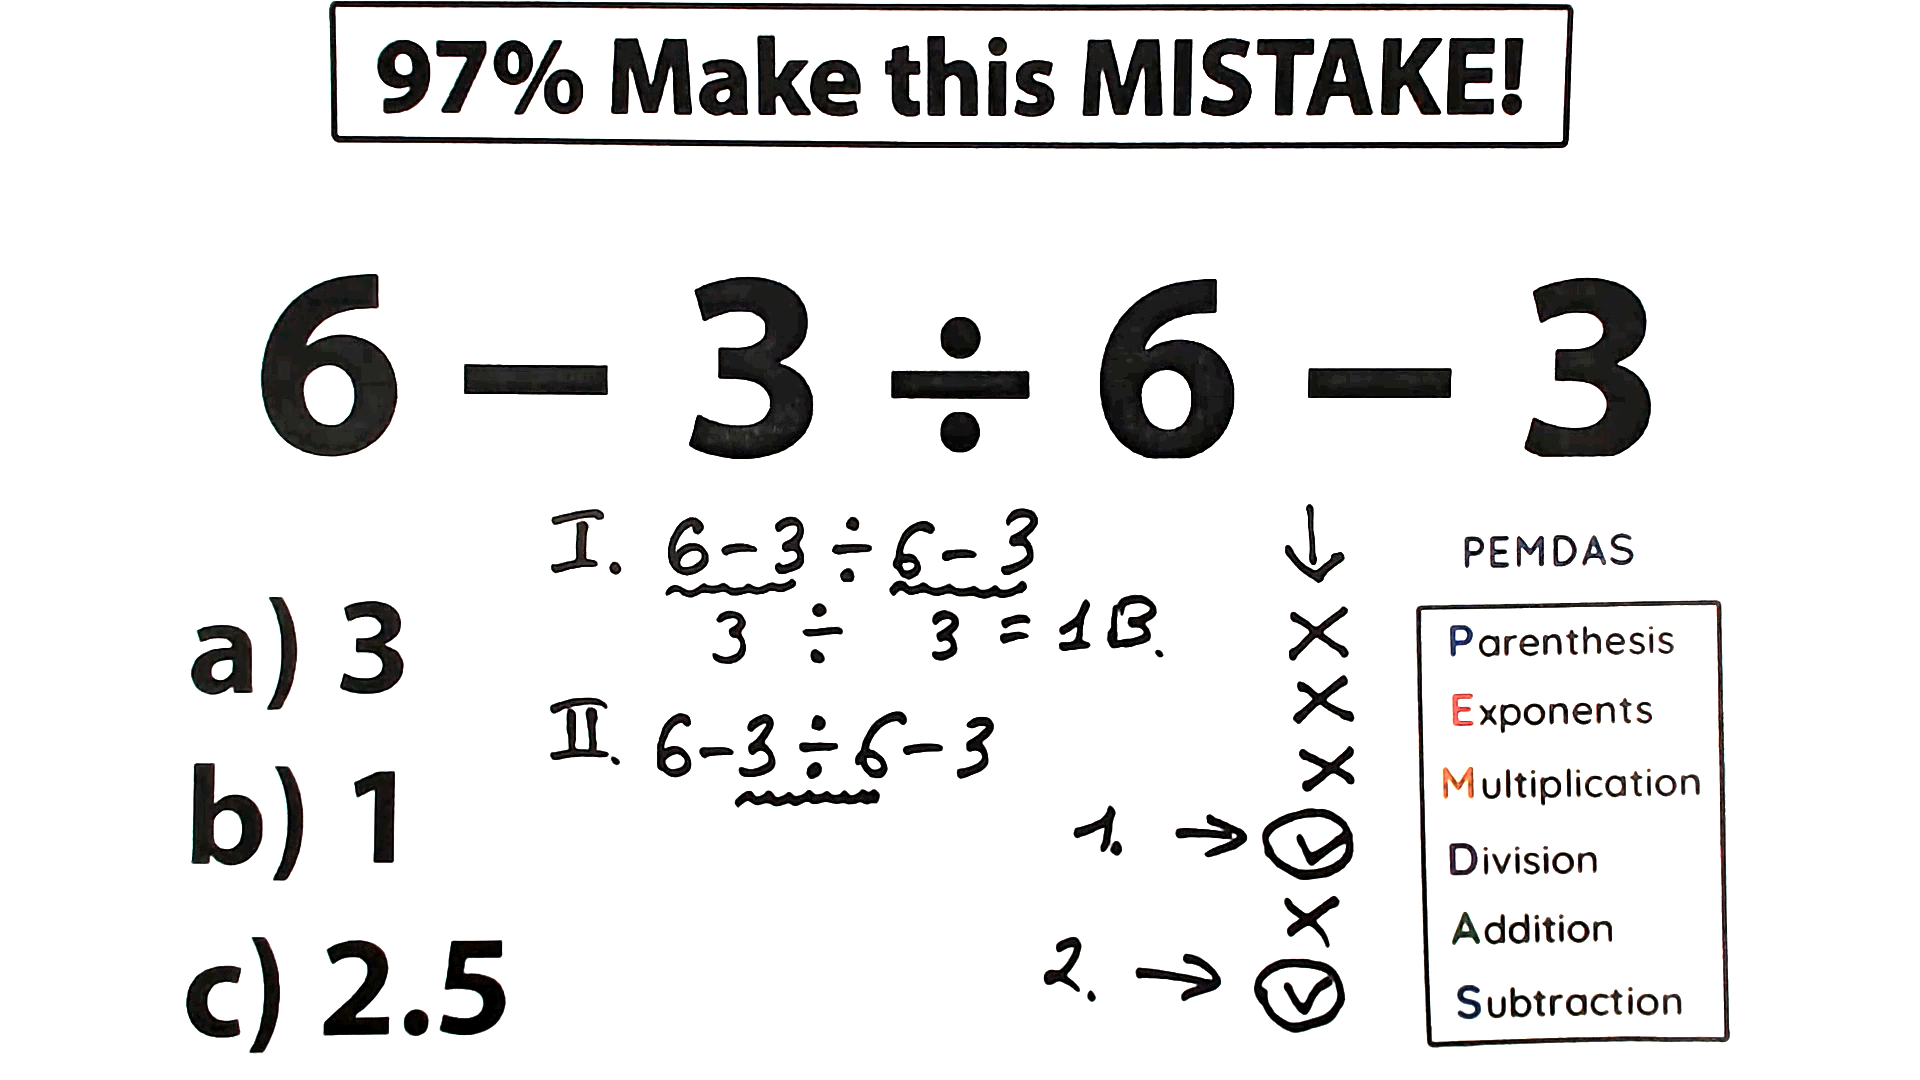 97% Make this MISTAKE!
6 – 3 ÷ 6 – 3
I. 6 – 3 ÷ 6 – 3
3 ÷ 3 = 1 B.
II. 6 – 3 ÷ 6 – 3
a) 3
b) 1
c) 2.5
↓
X
X
X
1. → ✓
X
2. → ✓
PEMDAS
Parenthesis
Exponents
Multiplication
Division
Addition
Subtraction